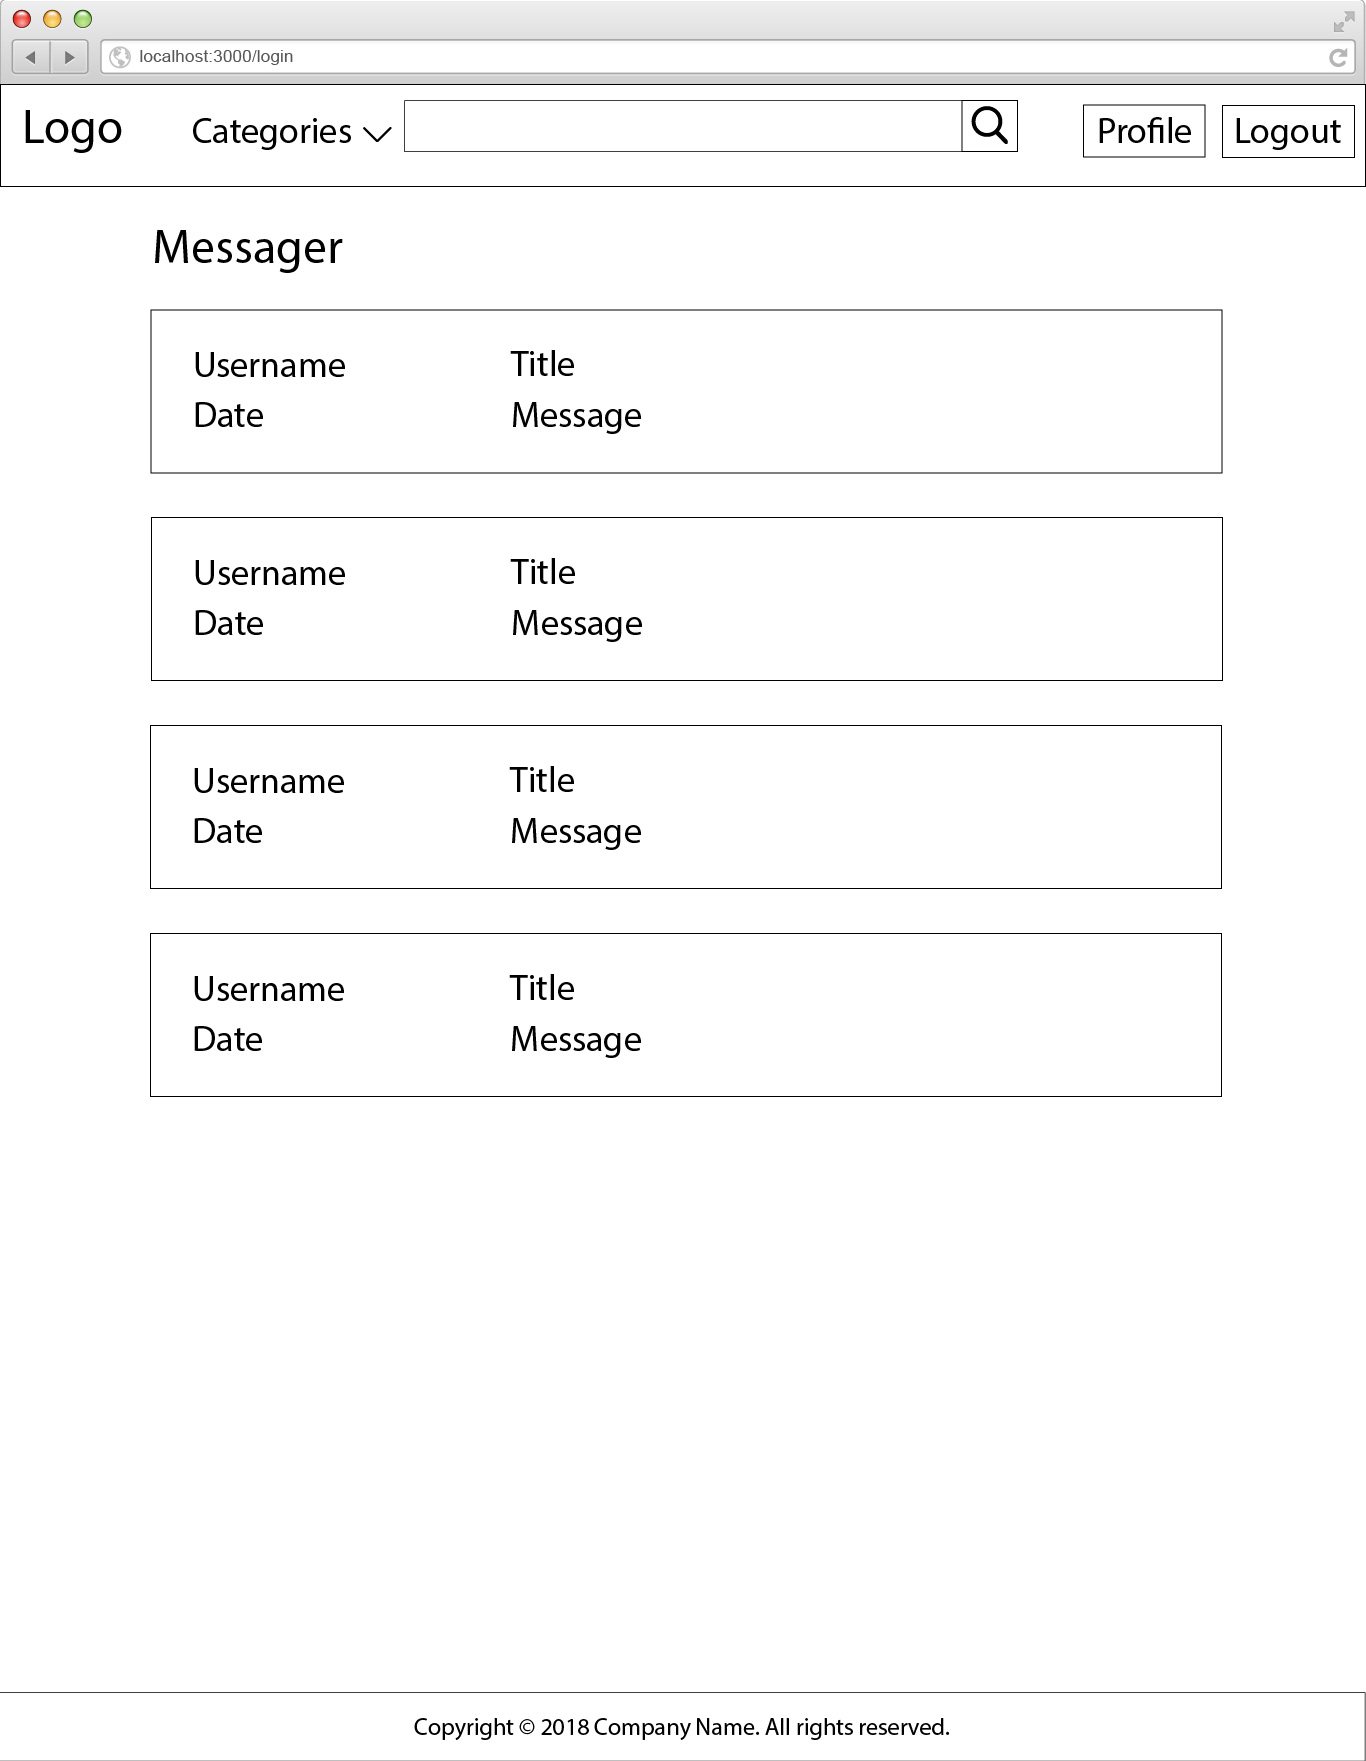 localhost:3000/login
Logo
Categories
Profile
Logout
Messager
Username
Title
Date
Message
Username
Title
Date
Message
Username
Title
Date
Message
Username
Title
Date
Message
Copyright © 2018 Company Name. All rights reserved.